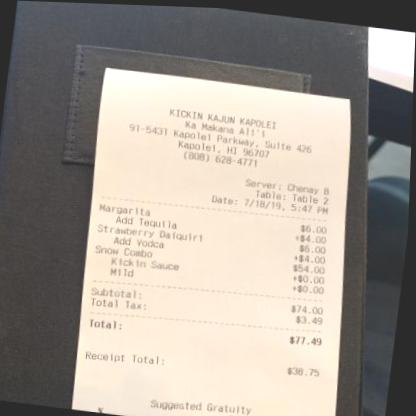 KICKIN KAJUN KAPOLEI
Ka Makana Ali'i
91-5431 Kapolei Parkway, Suite 426
Kapolei, HI 96707
(808) 628-4771
Server: Chenay B
Table: Table 2
Date: 7/18/19, 5:47 PM
Margarita $6.00
Add Tequila +$4.00
Strawberry Daiquiri $6.00
Add Vodca +$4.00
Snow Combo $54.00
Kickin Sauce +$0.00
Mild +$0.00
Subtotal: $74.00
Total Tax: $3.49
Total: $77.49
Receipt Total: $38.75
Suggested Gratuity